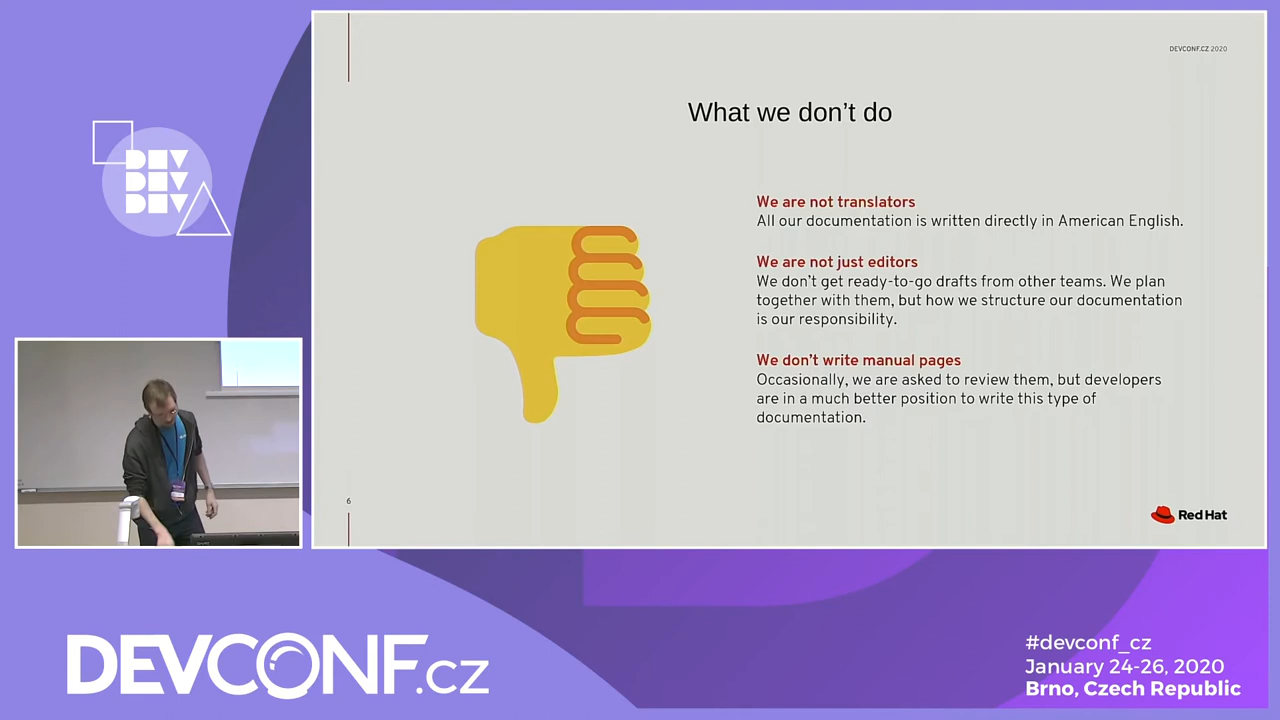 DEV
DEV
DEV
DEVCONF.CZ 2020
What we don't do
We are not translators
All our documentation is written directly in American English.
We are not just editors
We don't get ready-to-go drafts from other teams. We plan
together with them, but how we structure our documentation
is our responsibility.
We don't write manual pages
Occasionally, we are asked to review them, but developers
are in a much better position to write this type of
documentation.
6
Red Hat
DEVCONF.cz
#devconf_cz
January 24-26, 2020
Brno, Czech Republic